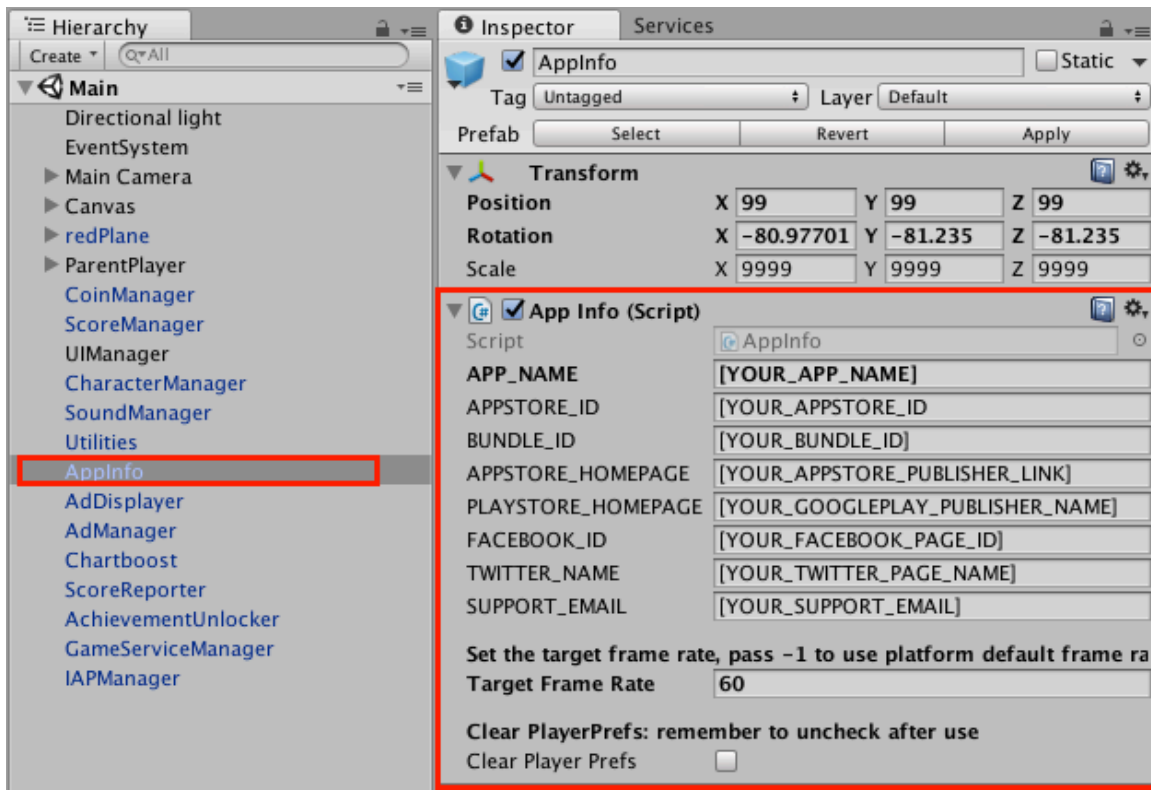 Hierarchy
Create All
Main
Directional light
EventSystem
Main Camera
Canvas
redPlane
ParentPlayer
CoinManager
ScoreManager
UIManager
CharacterManager
SoundManager
Utilities
AppInfo
AdDisplayer
AdManager
Chartboost
ScoreReporter
AchievementUnlocker
GameServiceManager
IAPManager
Inspector Services
AppInfo Static
Tag Untagged Layer Default
Prefab Select Revert Apply
Transform
Position X 99 Y 99 Z 99
Rotation X -80.97701 Y -81.235 Z -81.235
Scale X 9999 Y 9999 Z 9999
App Info (Script)
Script AppInfo
APP_NAME [YOUR_APP_NAME]
APPSTORE_ID [YOUR_APPSTORE_ID
BUNDLE_ID [YOUR_BUNDLE_ID]
APPSTORE_HOMEPAGE [YOUR_APPSTORE_PUBLISHER_LINK]
PLAYSTORE_HOMEPAGE [YOUR_GOOGLEPLAY_PUBLISHER_NAME]
FACEBOOK_ID [YOUR_FACEBOOK_PAGE_ID]
TWITTER_NAME [YOUR_TWITTER_PAGE_NAME]
SUPPORT_EMAIL [YOUR_SUPPORT_EMAIL]
Set the target frame rate, pass -1 to use platform default frame ra
Target Frame Rate 60
Clear PlayerPrefs: remember to uncheck after use
Clear Player Prefs